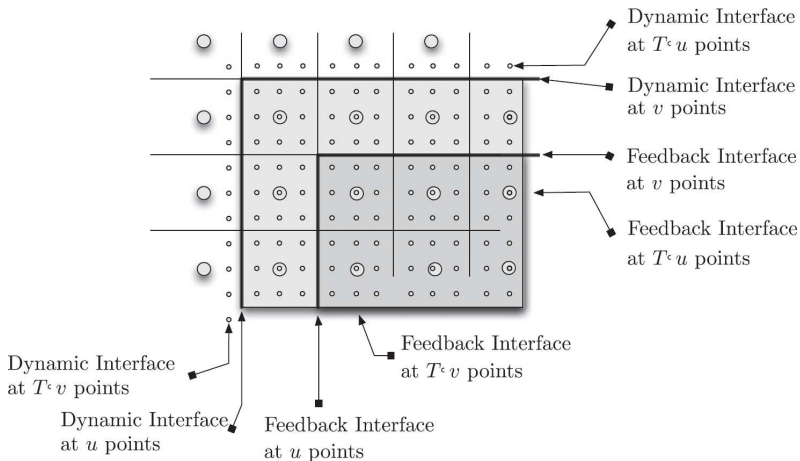 Dynamic Interface
at T‹ u points
Dynamic Interface
at v points
Feedback Interface
at v points
Feedback Interface
at T‹ u points
Feedback Interface
at T‹ v points
Dynamic Interface
at T‹ v points
Dynamic Interface
at u points
Feedback Interface
at u points